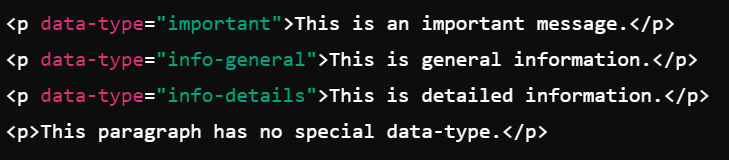 <p data-type="important">This is an important message.</p>
<p data-type="info-general">This is general information.</p>
<p data-type="info-details">This is detailed information.</p>
<p>This paragraph has no special data-type.</p>